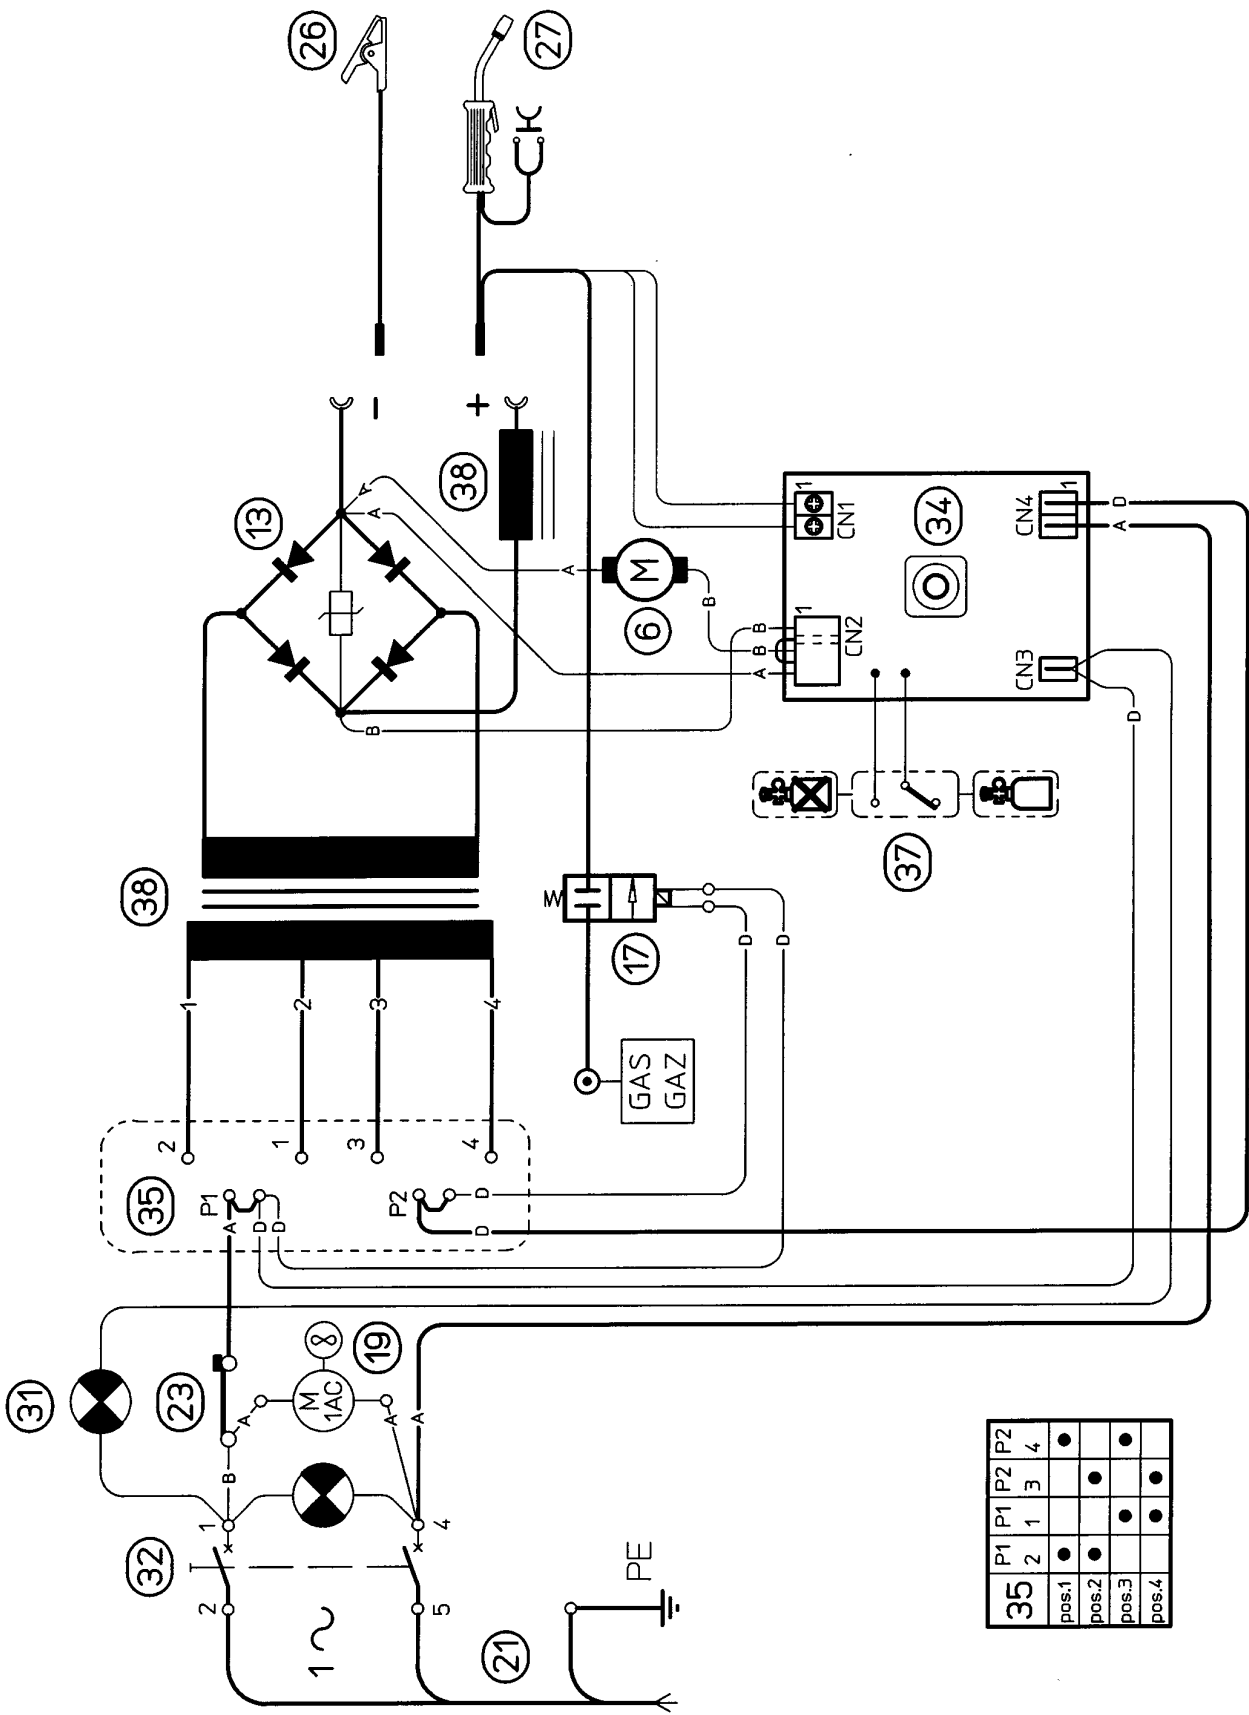 26
27
13
38
-
+
38
A
A
A
B
B
B
B
A
M
6
1
CN1
1
CN2
34
CN3
CN4
1
D
A
D
37
38
17
D
D
GAS
GAZ
1
2
3
4
2
1
3
4
35
P1
P2
A
D
D
D
D
31
23
19
M
1AC
A
A
A
B
32
1
2
4
5
1 ~
21
PE
35 P1 2 P1 1 P2 3 P2 4
pos.1 ● ●
pos.2 ● ●
pos.3 ● ●
pos.4 ● ●